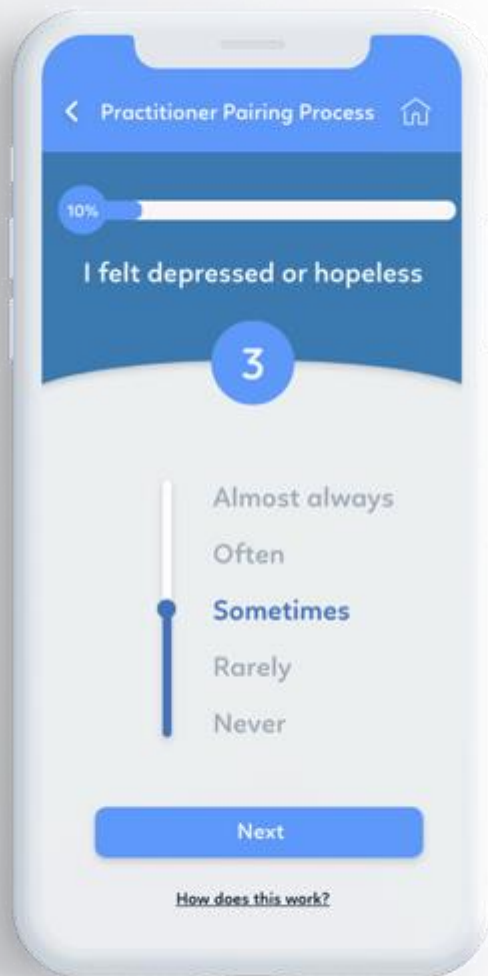 Practitioner Pairing Process
10%
I felt depressed or hopeless
3
Almost always
Often
Sometimes
Rarely
Never
Next
How does this work?